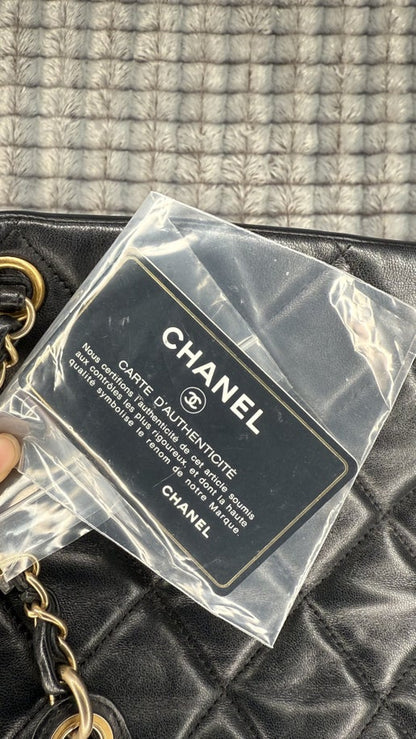 CHANEL
CARTE D'AUTHENTICITÉ
Nous certifions l'authenticité de cet article soumis
aux contrôles les plus rigoureux, et dont la haute
qualité symbolise le renom de notre Marque
CHANEL